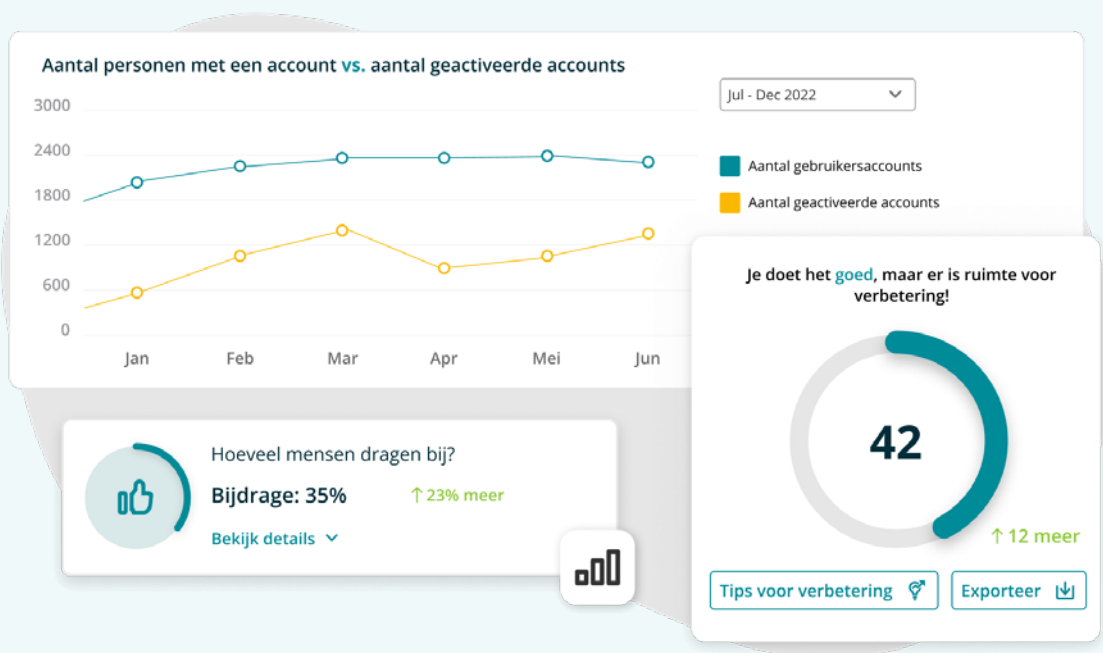 Aantal personen met een account vs. aantal geactiveerde accounts
3000
2400
1800
1200
600
0
Jan Feb Mar Apr Mei Jun
Jul - Dec 2022
Aantal gebruikersaccounts
Aantal geactiveerde accounts
Je doet het goed, maar er is ruimte voor
verbetering!
42
↑ 12 meer
Tips voor verbetering
Exporteer
Hoeveel mensen dragen bij?
Bijdrage: 35% ↑ 23% meer
Bekijk details